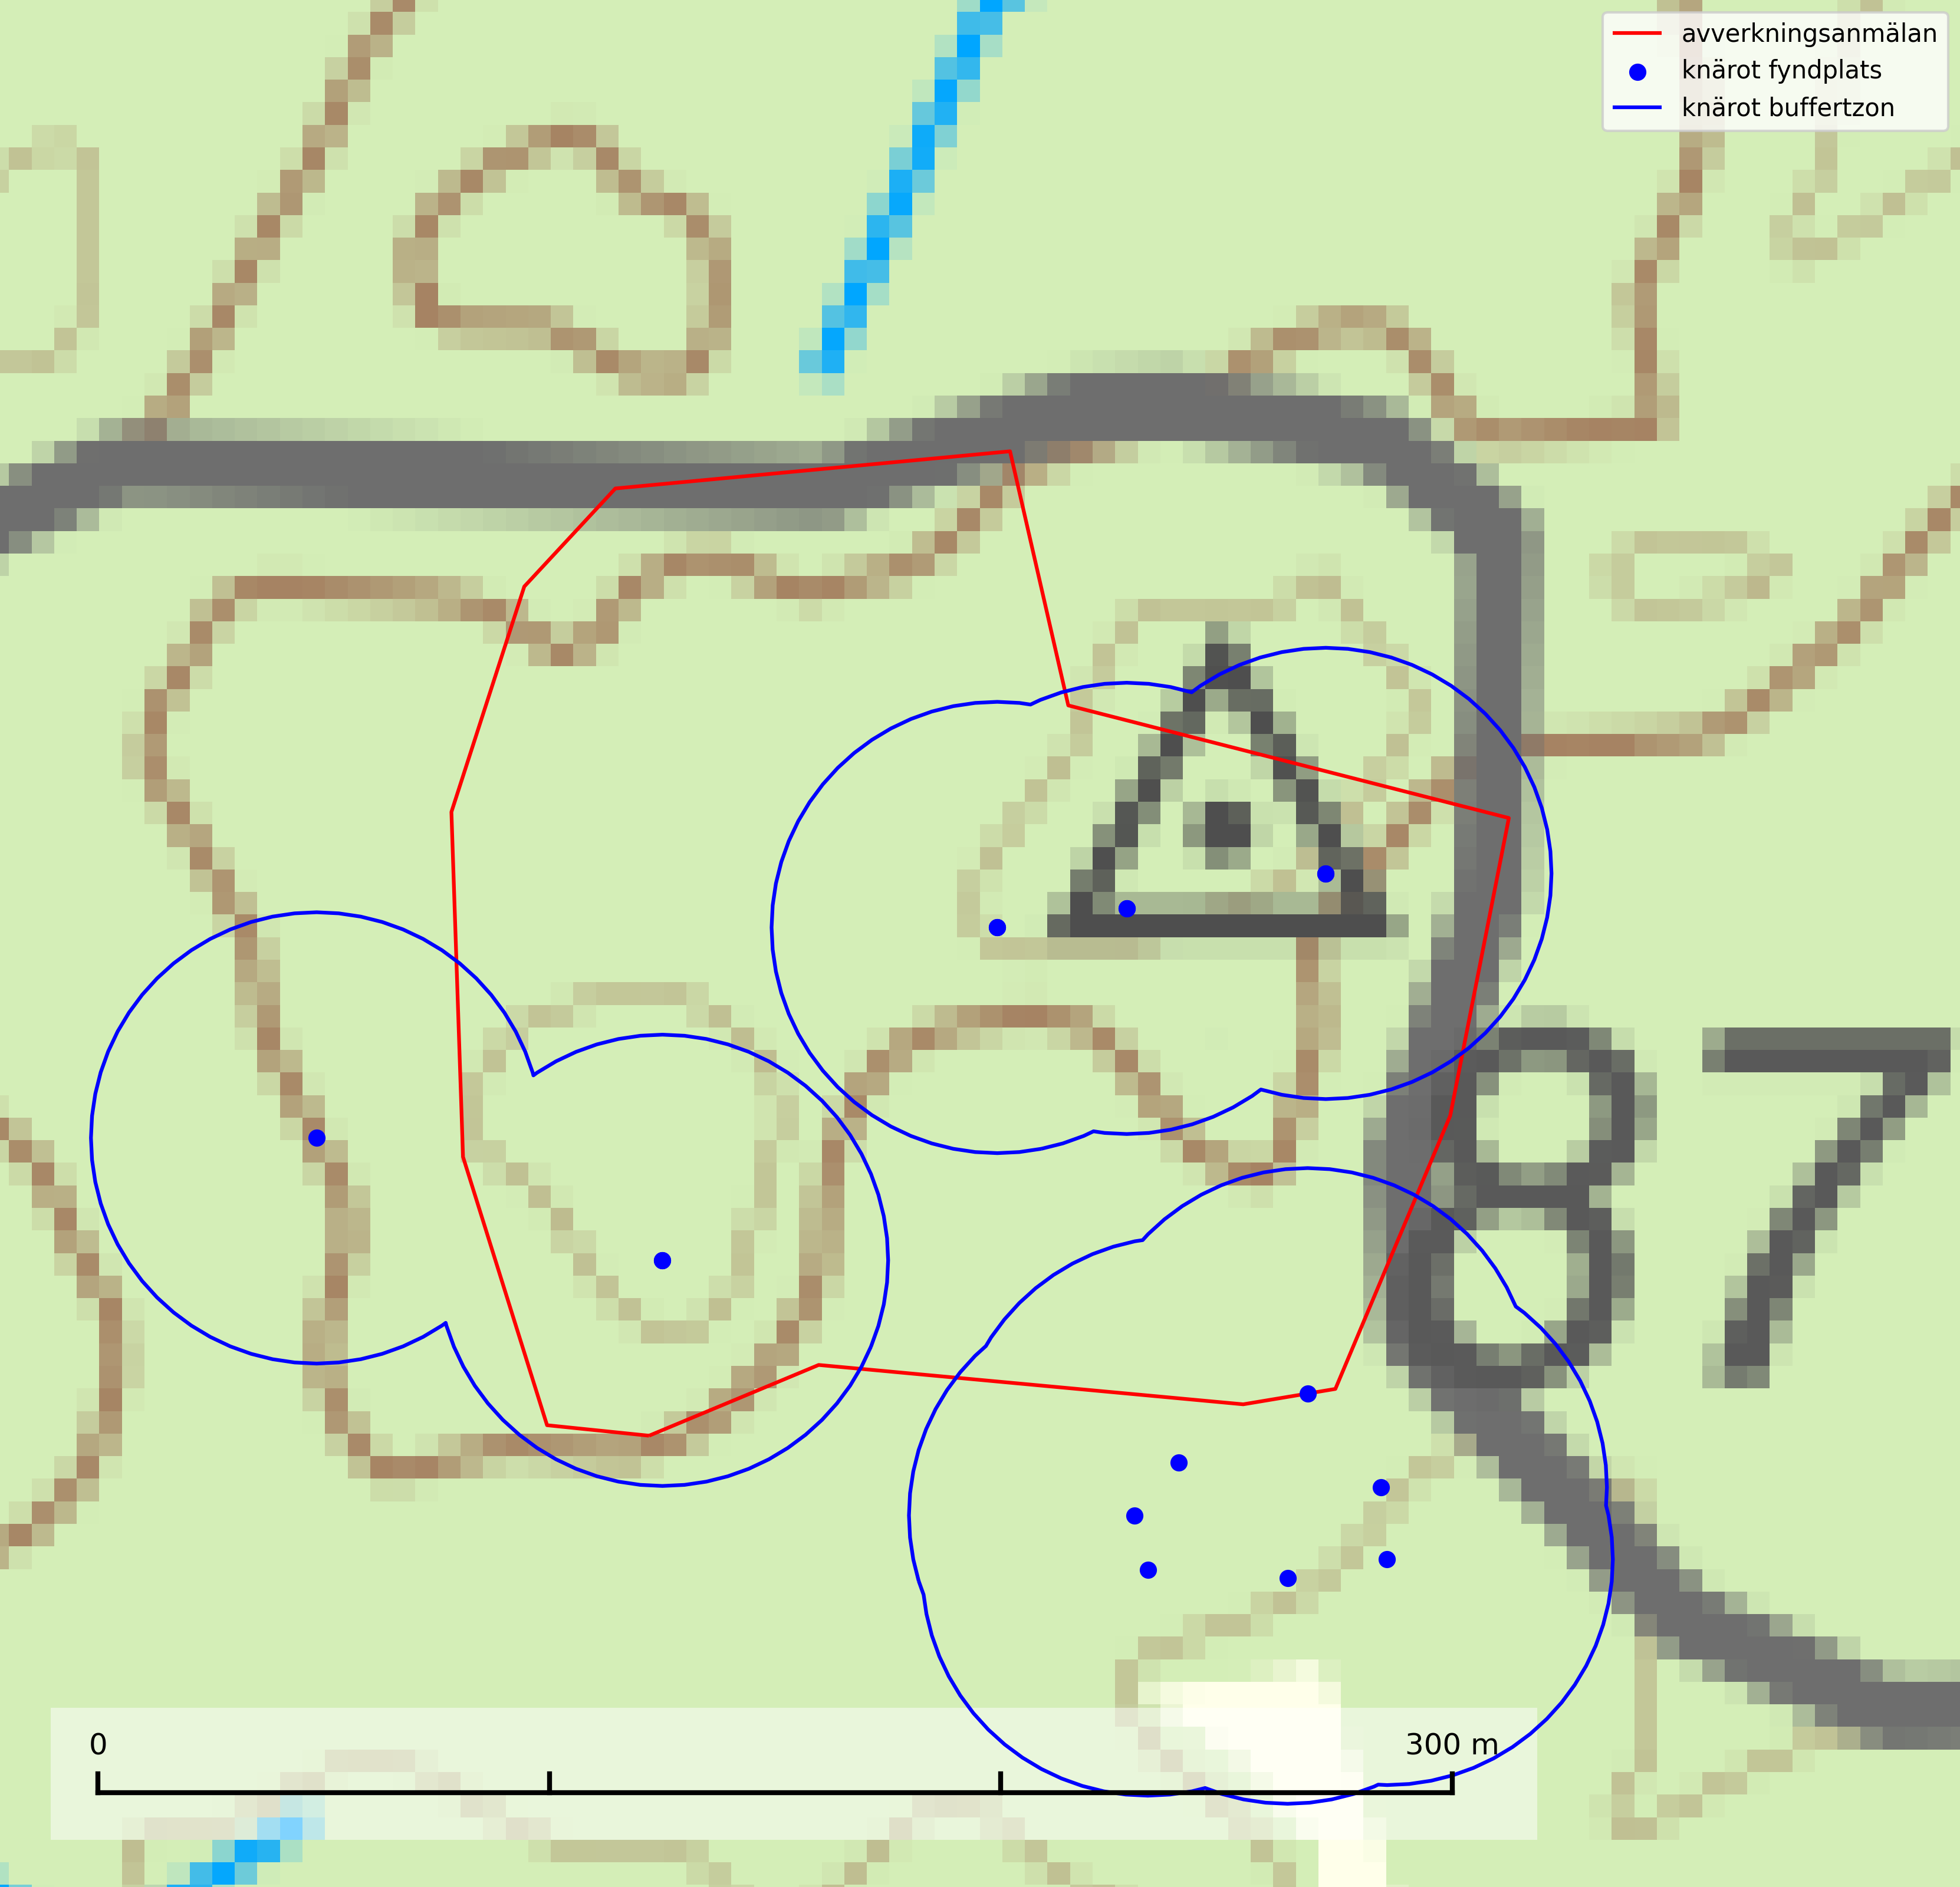 avverkningsanmälan
knärot fyndplats
knärot buffertzon
87
0 300 m